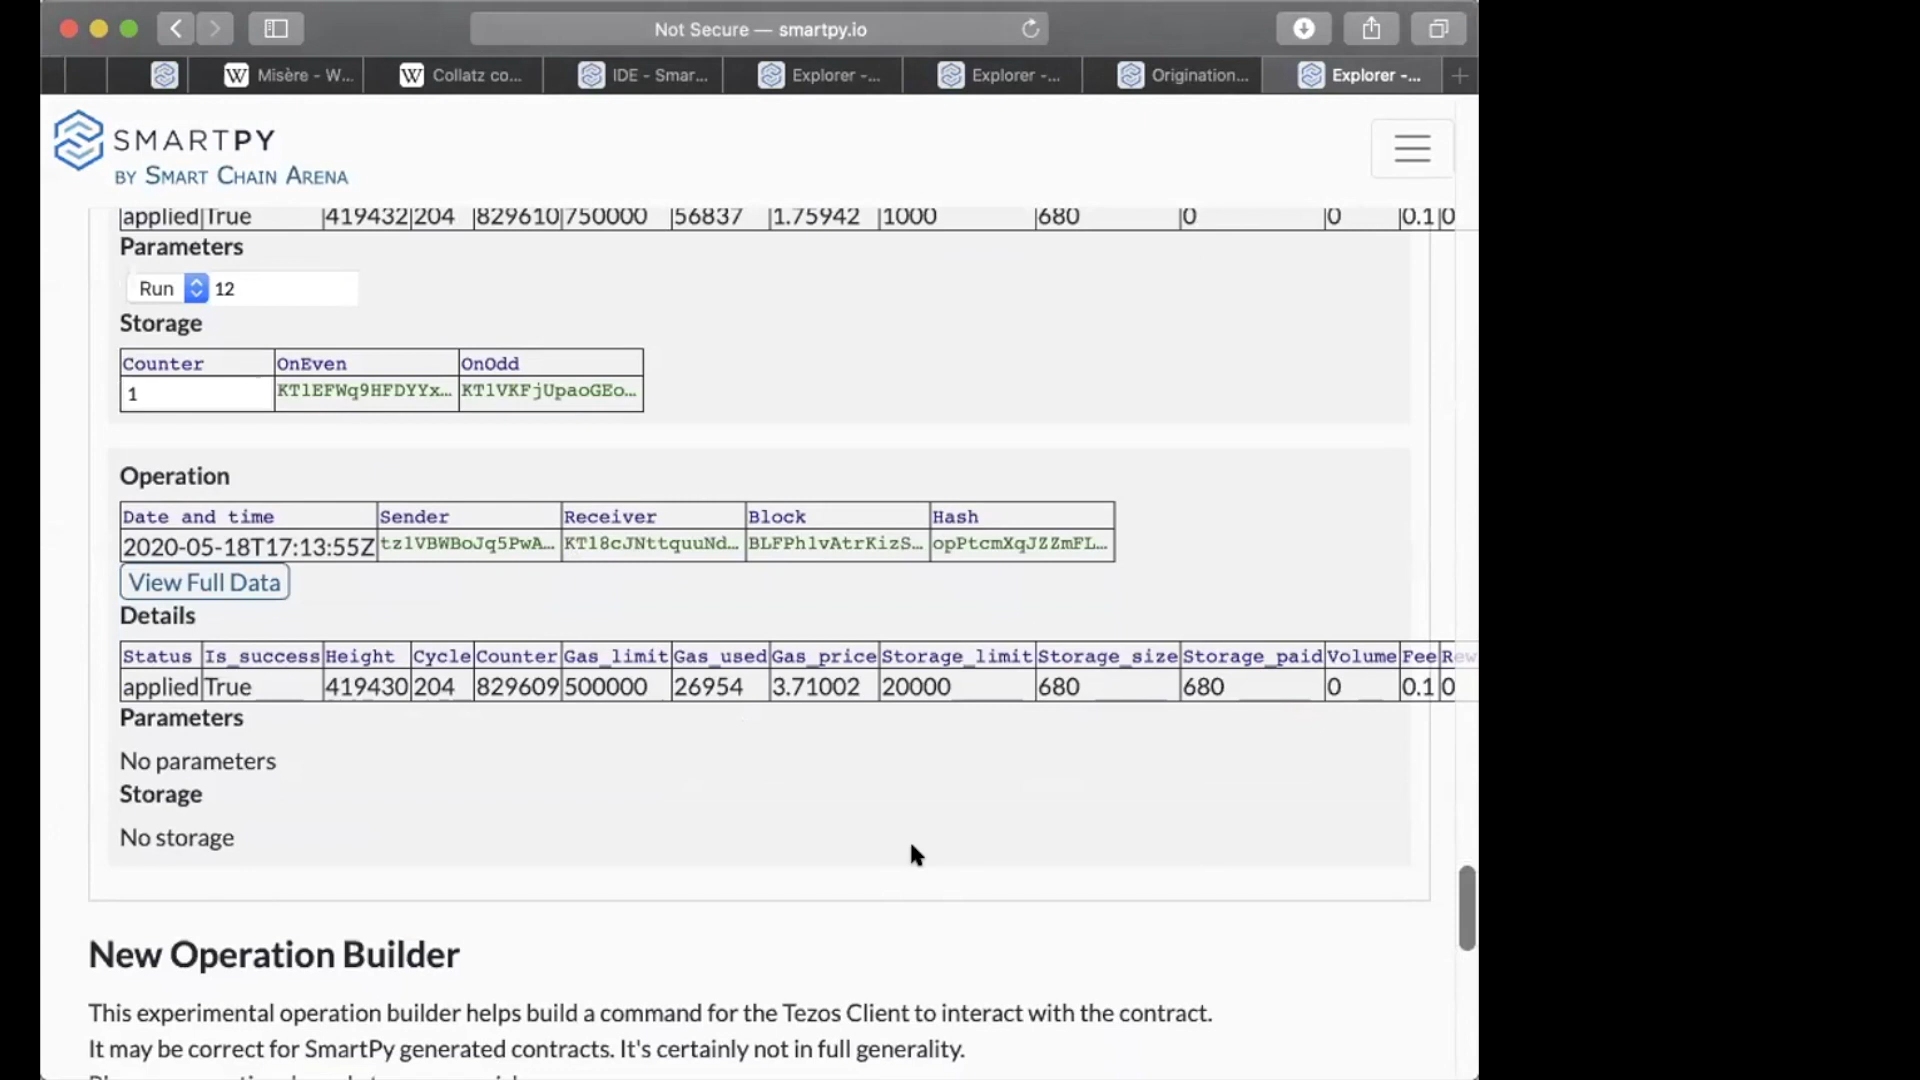 Not Secure — smartpy.io
Misère - W...
Collatz co...
IDE - Smar...
Explorer -...
Explorer -...
Origination...
Explorer -...
SMARTPY
BY SMART CHAIN ARENA
applied True 419432 204 829610 750000 56837 1.75942 1000 680 0 0 0.1 0
Parameters
Run 12
Storage
Counter OnEven OnOdd
1 KT1EFWq9HFDYYx… KT1VKFjUpaoGEo…
Operation
Date and time Sender Receiver Block Hash
2020-05-18T17:13:55Z tz1VBWBoJq5PwA… KT18cJNttquuNd… BLFPh1vAtrKizS… opPtcmXqJZZmFL…
View Full Data
Details
Status Is_success Height Cycle Counter Gas_limit Gas_used Gas_price Storage_limit Storage_size Storage_paid Volume Fee Rew
applied True 419430 204 829609 500000 26954 3.71002 20000 680 680 0 0.1 0
Parameters
No parameters
Storage
No storage
New Operation Builder
This experimental operation builder helps build a command for the Tezos Client to interact with the contract.
It may be correct for SmartPy generated contracts. It's certainly not in full generality.